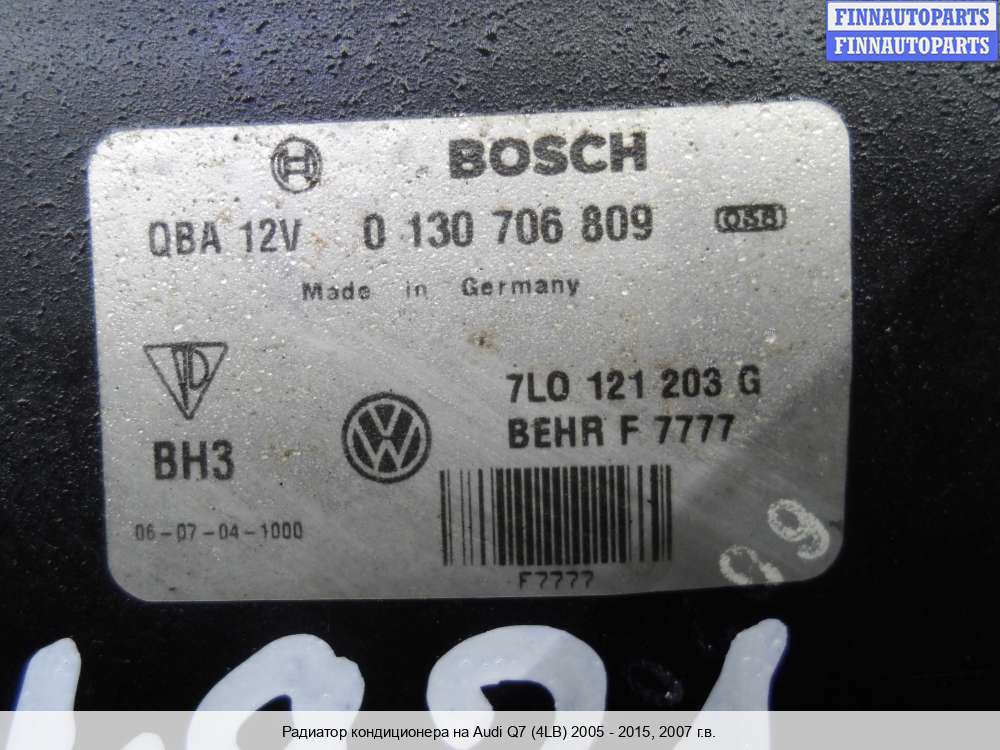 FINNAUTOPARTS
FINNAUTOPARTS
BOSCH
QBA 12V 0 130 706 809 038
Made in Germany
7L0 121 203 G
BEHR F 7777
BH3
06-07-04-1000
F7777
Радиатор кондиционера на Audi Q7 (4LB) 2005 - 2015, 2007 г.в.